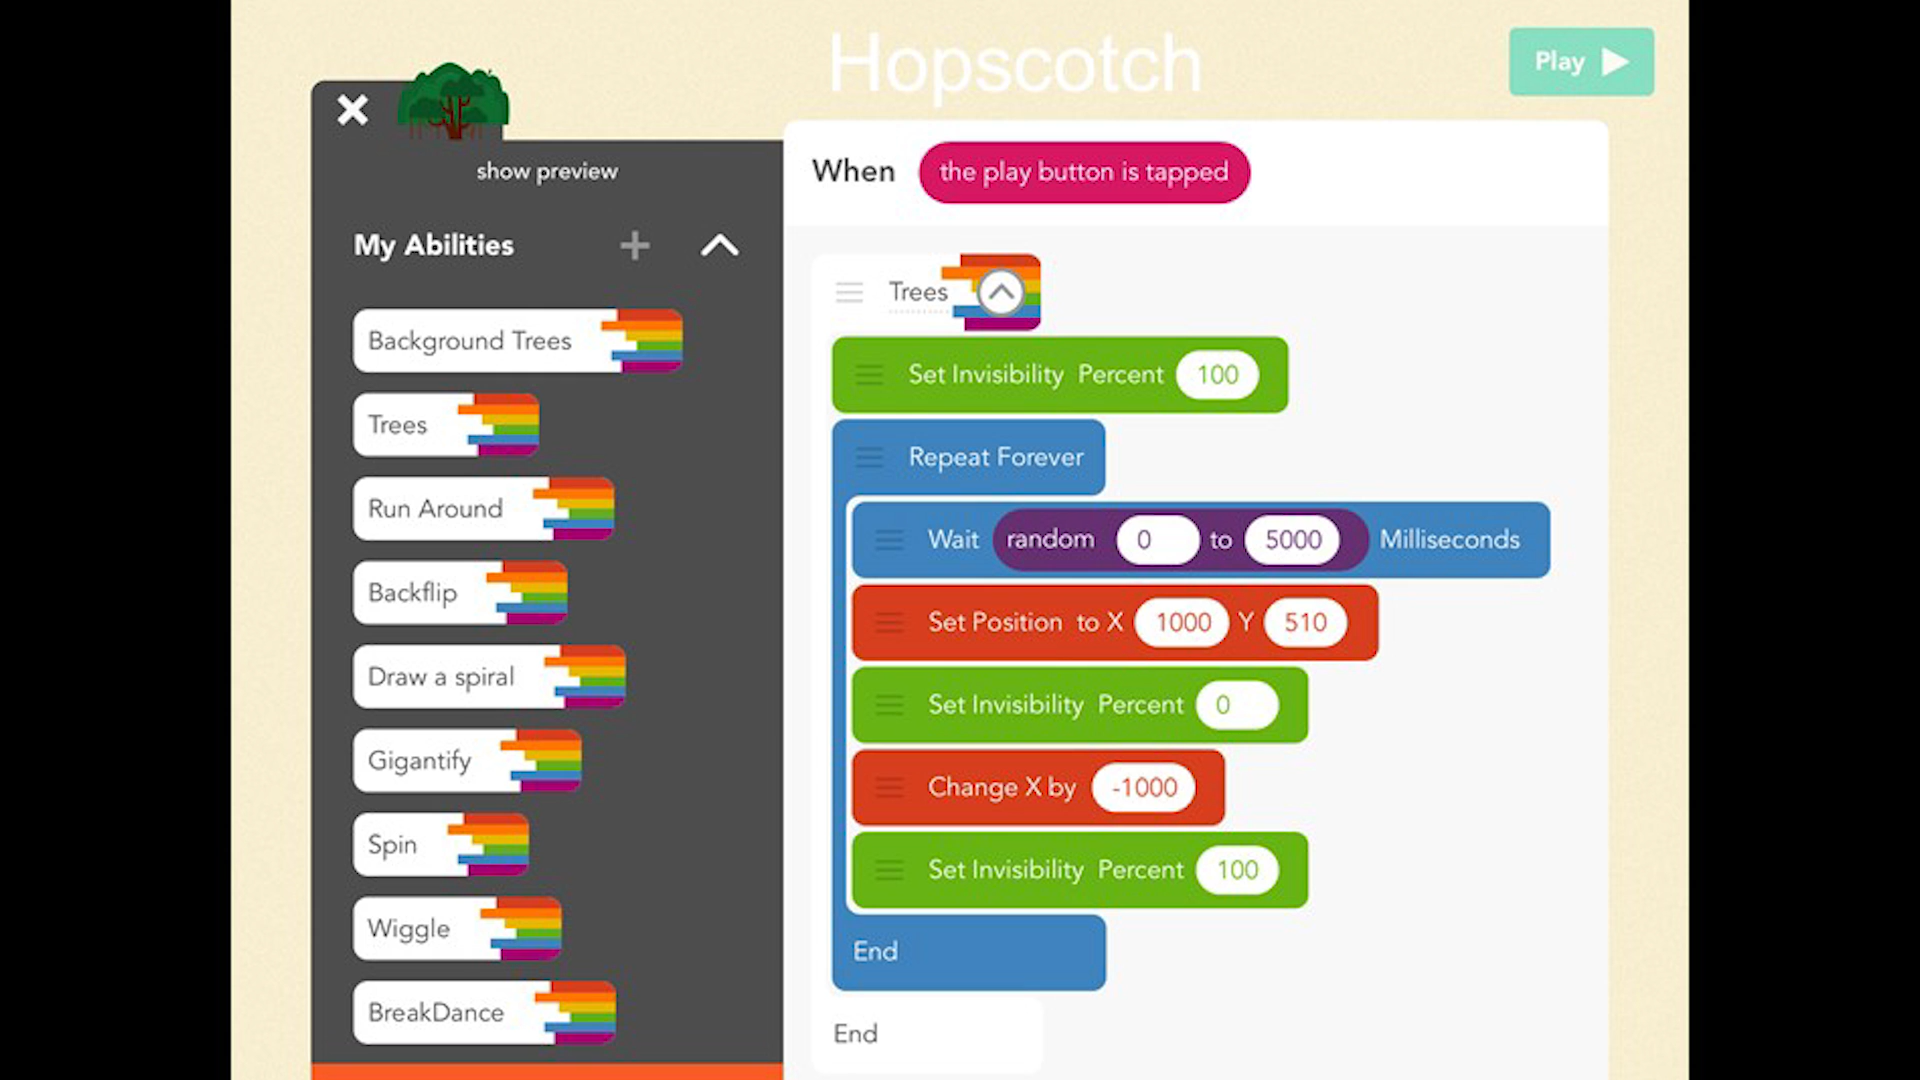 Hopscotch
Play
show preview
My Abilities
Background Trees
Trees
Run Around
Backflip
Draw a spiral
Gigantify
Spin
Wiggle
BreakDance
When the play button is tapped
Trees
Set Invisibility Percent 100
Repeat Forever
Wait random 0 to 5000 Milliseconds
Set Position to X 1000 Y 510
Set Invisibility Percent 0
Change X by -1000
Set Invisibility Percent 100
End
End